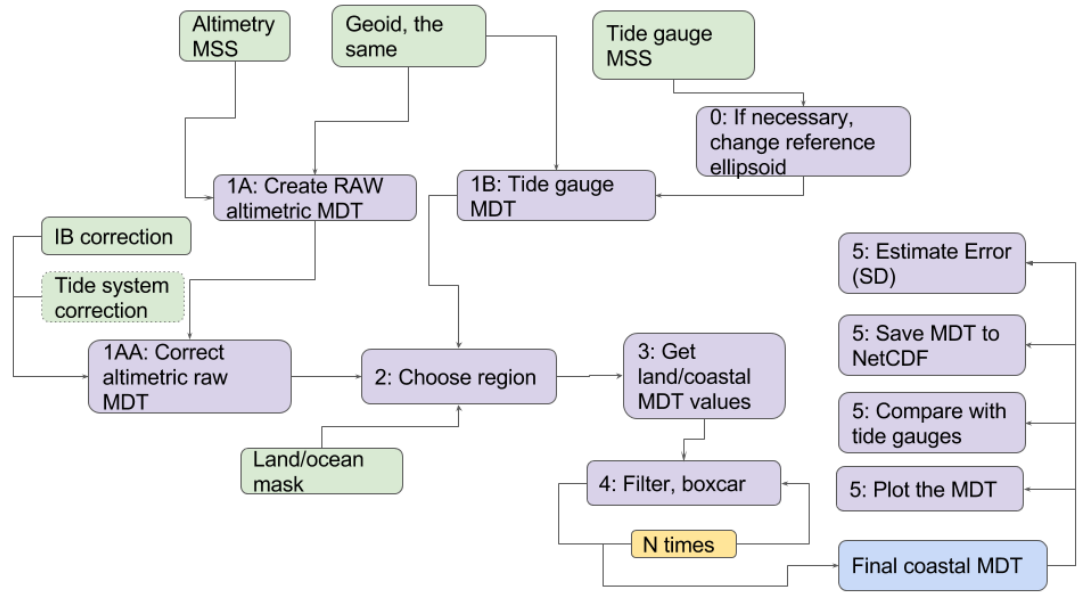 Altimetry
MSS
Geoid, the
same
Tide gauge
MSS
0: If necessary,
change reference
ellipsoid
1A: Create RAW
altimetric MDT
1B: Tide gauge
MDT
IB correction
Tide system
correction
5: Estimate Error
(SD)
1AA: Correct
altimetric raw
MDT
2: Choose region
3: Get
land/coastal
MDT values
5: Save MDT to
NetCDF
5: Compare with
tide gauges
Land/ocean
mask
4: Filter, boxcar
5: Plot the MDT
N times
Final coastal MDT